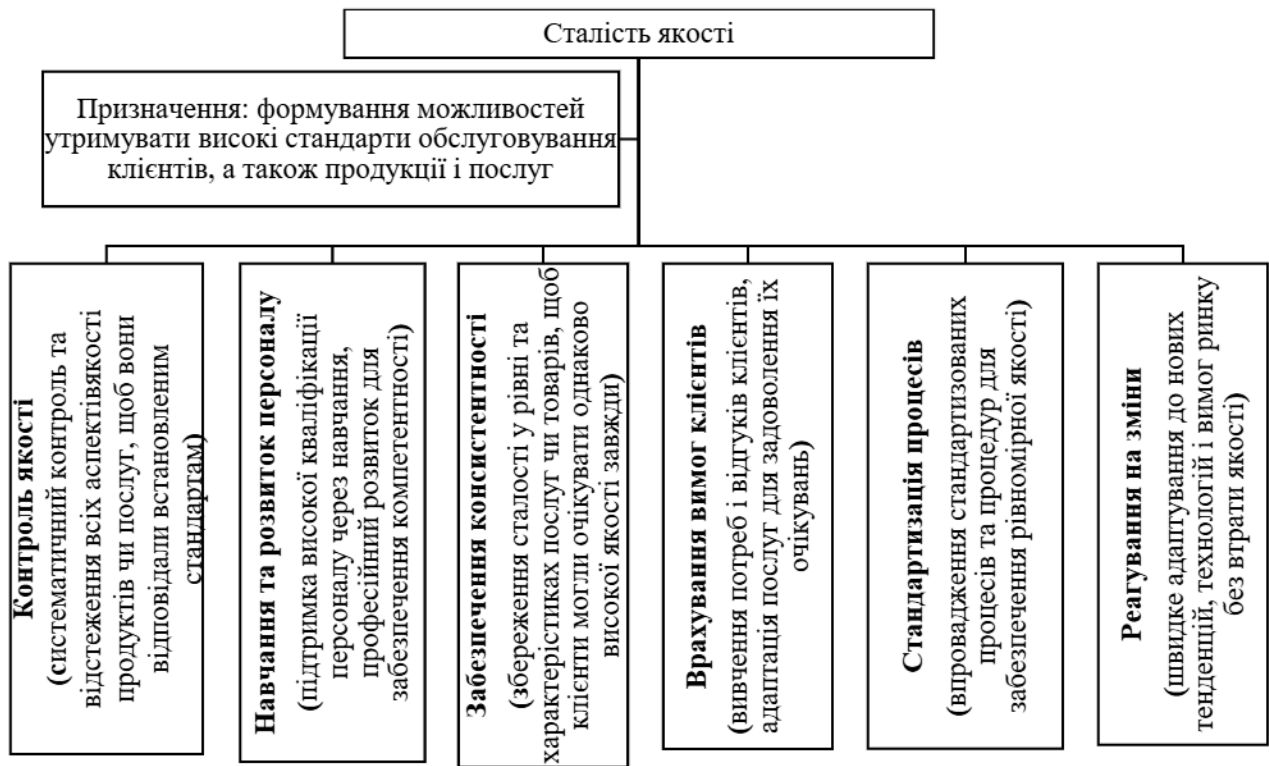 Сталість якості
Призначення: формування можливостей
утримувати високі стандарти обслуговування
клієнтів, а також продукції і послуг
Контроль якості
(систематичний контроль та
відстеження всіх аспектівякості
продуктів чи послуг, щоб вони
відповідали встановленим
стандартам)
Навчання та розвиток персоналу
(підтримка високої кваліфікації
персоналу через навчання,
професійний розвиток для
забезпечення компетентності)
Забезпечення консистентності
(збереження сталості у рівні та
характерістиках послуг чи товарів, щоб
клієнти могли очікувати однаково
високої якості завжди)
Врахування вимог клієнтів
(вивчення потреб і відгуків клієнтів,
адаптація послуг для задоволення їх
очікувань)
Стандартизація процесів
(впровадження стандартизованих
процесів та процедур для
забезпечення рівномірної якості)
Реагування на зміни
(швидке адаптування до нових
тенденцій, технологій і вимог ринку
без втрати якості)